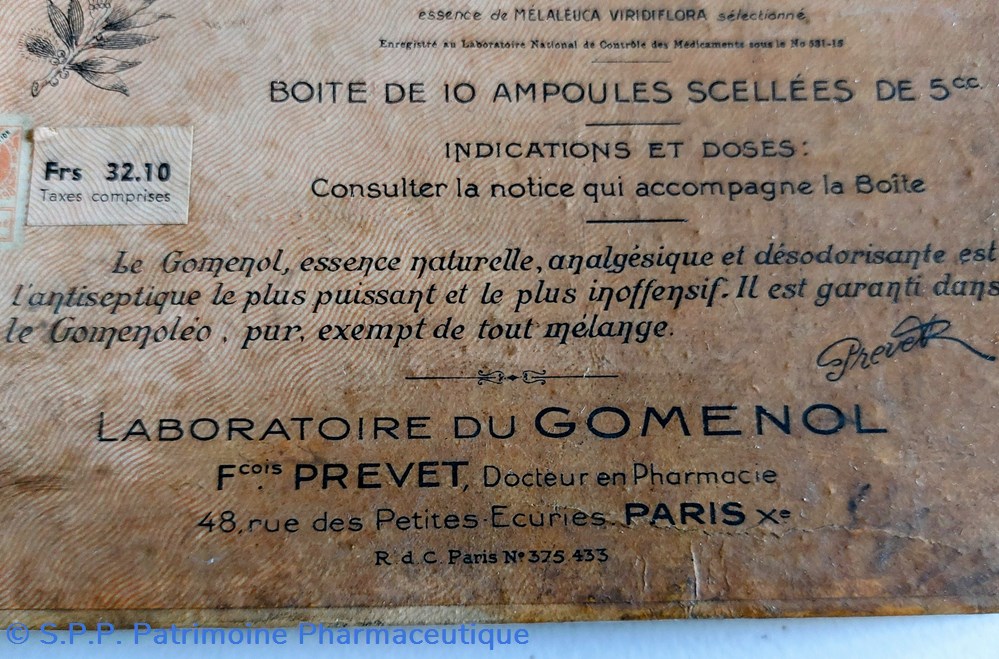 essence de MELALEUCA VIRIDIFLORA sélectionné
Enregistré au Laboratoire National de Contrôle des Médicaments sous le No 531-15
BOITE DE 10 AMPOULES SCELLÉES DE 5 c.c.
INDICATIONS ET DOSES:
Consulter la notice qui accompagne la Boîte
Frs 32.10
Taxes comprises
Le Gomenol, essence naturelle, analgésique et désodorisante est
l'antiseptique le plus puissant et le plus inoffensif. Il est garanti dans
le Gomenoléo, pur, exempt de tout mélange.
Prevet
LABORATOIRE DU GOMENOL
Fcois PREVET, Docteur en Pharmacie
48, rue des Petites-Ecuries. PARIS Xe
R. d. C. Paris No 375.433
© S.P.P. Patrimoine Pharmaceutique